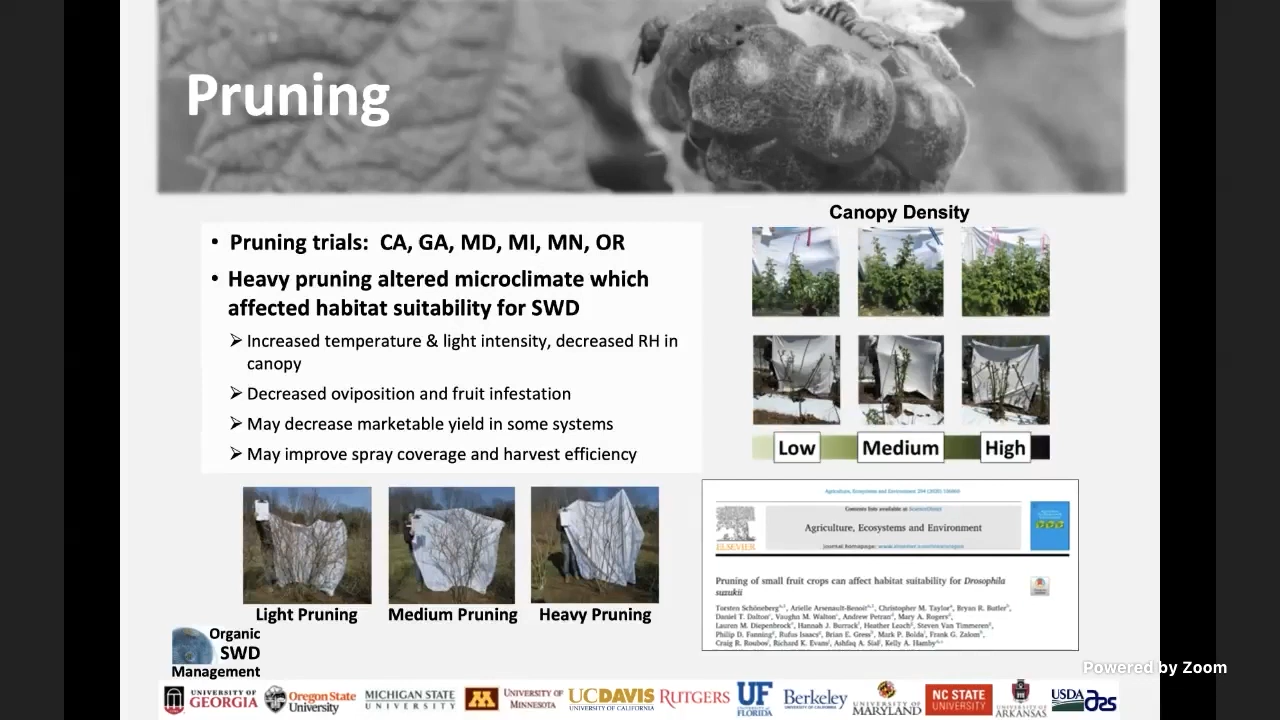 Pruning
• Pruning trials: CA, GA, MD, MI, MN, OR
• Heavy pruning altered microclimate which
affected habitat suitability for SWD
➢ Increased temperature & light intensity, decreased RH in
canopy
➢ Decreased oviposition and fruit infestation
➢ May decrease marketable yield in some systems
➢ May improve spray coverage and harvest efficiency
Canopy Density
Low Medium High
Light Pruning Medium Pruning Heavy Pruning
Contents lists available at ScienceDirect
Agriculture, Ecosystems and Environment
ELSEVIER
journal homepage: www.elsevier.com/locate/agee
Pruning of small fruit crops can affect habitat suitability for Drosophila
suzukii
Torsten Schöneberg, Arielle Arsenault-Benoit, Christopher M. Taylor, Bryan R. Butler,
Daniel T. Dalton, Vaughn M. Walton, Andrew Petran, Mary A. Rogers,
Lauren M. Diepenbrock, Hannah J. Burrack, Heather Leach, Steven Van Timmeren,
Philip D. Fanning, Rufus Isaacs, Brian E. Gress, Mark P. Bolda, Frank G. Zalom,
Craig R. Roubos, Richard K. Evans, Ashfaq A. Sial, Kelly A. Hamby
Organic
SWD
Management
Powered by Zoom
UNIVERSITY OF
GEORGIA
Oregon State
University
MICHIGAN STATE
UNIVERSITY
UNIVERSITY OF
MINNESOTA
UCDAVIS
UNIVERSITY OF CALIFORNIA
RUTGERS
UF
UNIVERSITY of
FLORIDA
Berkeley
UNIVERSITY OF CALIFORNIA
UNIVERSITY OF
MARYLAND
NC STATE
UNIVERSITY
UNIVERSITY OF
ARKANSAS
USDA
ars